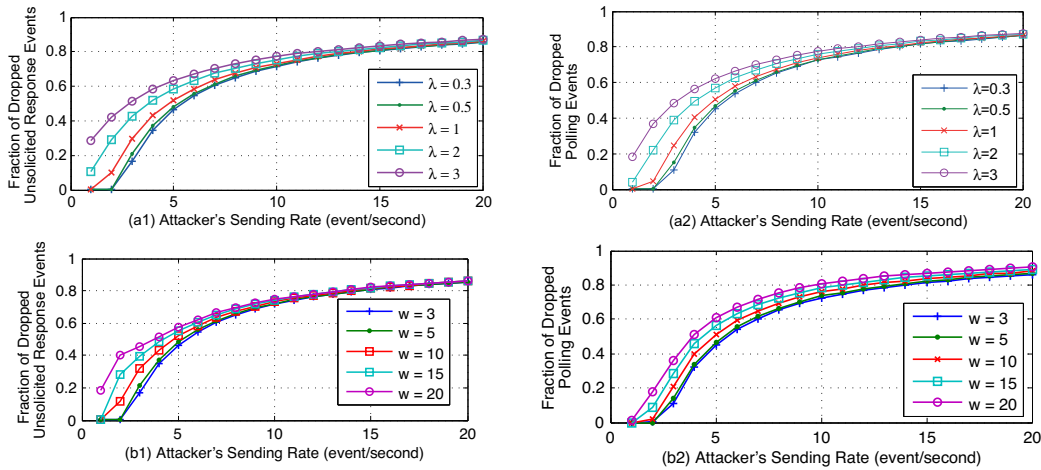 Fraction of Dropped
Unsolicited Response Events
1
0.8
0.6
0.4
0.2
0
5
10
15
20
λ = 0.3
λ = 0.5
λ = 1
λ = 2
λ = 3
(a1) Attacker's Sending Rate (event/second)
Fraction of Dropped
Polling Events
1
0.8
0.6
0.4
0.2
0
5
10
15
20
λ=0.3
λ=0.5
λ=1
λ=2
λ=3
(a2) Attacker's Sending Rate (event/second)
Fraction of Dropped
Unsolicited Response Events
1
0.8
0.6
0.4
0.2
0
5
10
15
20
w = 3
w = 5
w = 10
w = 15
w = 20
(b1) Attacker's Sending Rate (event/second)
Fraction of Dropped
Polling Events
1
0.8
0.6
0.4
0.2
0
5
10
15
20
w = 3
w = 5
w = 10
w = 15
w = 20
(b2) Attacker's Sending Rate (event/second)